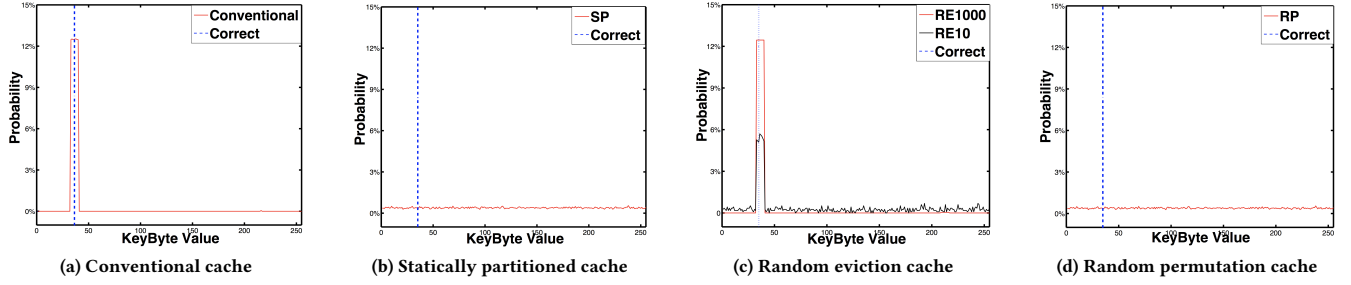 15%
12%
9%
6%
3%
0%
Probability
0
50
100
150
200
250
KeyByte Value
Conventional
Correct
(a) Conventional cache
15%
12%
9%
6%
3%
0%
Probability
0
50
100
150
200
250
KeyByte Value
SP
Correct
(b) Statically partitioned cache
15%
12%
9%
6%
3%
0
Probability
0
50
100
150
200
250
KeyByte Value
RE1000
RE10
Correct
(c) Random eviction cache
15%
12%
9%
6%
3%
0%
Probability
0
50
100
150
200
250
KeyByte Value
RP
Correct
(d) Random permutation cache